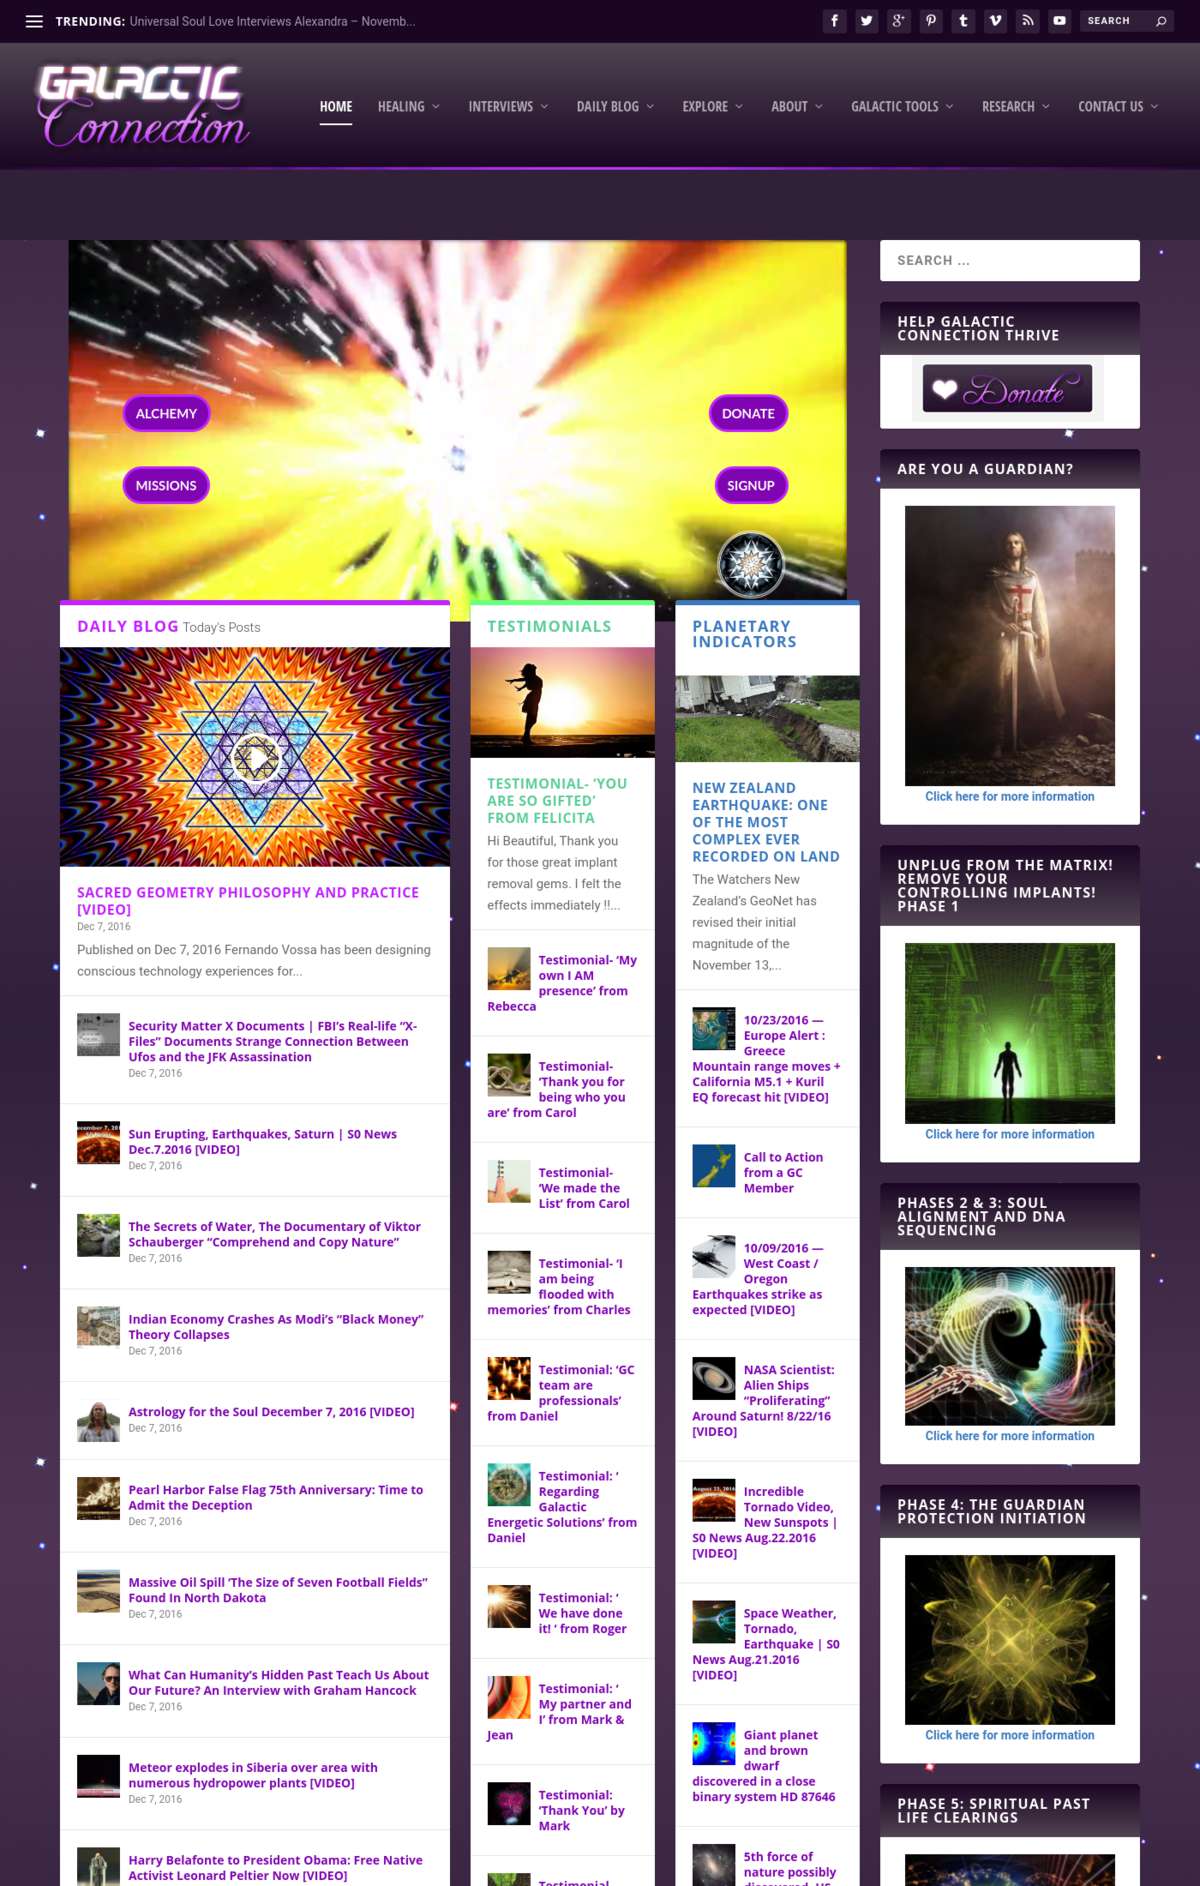 TRENDING: Universal Soul Love Interviews Alexandra – Novemb...
SEARCH
GALACTIC
Connection
HOME
HEALING
INTERVIEWS
DAILY BLOG
EXPLORE
ABOUT
GALACTIC TOOLS
RESEARCH
CONTACT US
ALCHEMY
DONATE
MISSIONS
SIGNUP
DAILY BLOG Today's Posts
SACRED GEOMETRY PHILOSOPHY AND PRACTICE
[VIDEO]
Dec 7, 2016
Published on Dec 7, 2016 Fernando Vossa has been designing
conscious technology experiences for...
Security Matter X Documents | FBI’s Real-life “X-
Files” Documents Strange Connection Between
Ufos and the JFK Assassination
Dec 7, 2016
Sun Erupting, Earthquakes, Saturn | S0 News
Dec.7.2016 [VIDEO]
Dec 7, 2016
The Secrets of Water, The Documentary of Viktor
Schauberger “Comprehend and Copy Nature”
Dec 7, 2016
Indian Economy Crashes As Modi’s “Black Money”
Theory Collapses
Dec 7, 2016
Astrology for the Soul December 7, 2016 [VIDEO]
Dec 7, 2016
Pearl Harbor False Flag 75th Anniversary: Time to
Admit the Deception
Dec 7, 2016
Massive Oil Spill ‘The Size of Seven Football Fields”
Found In North Dakota
Dec 7, 2016
What Can Humanity’s Hidden Past Teach Us About
Our Future? An Interview with Graham Hancock
Dec 7, 2016
Meteor explodes in Siberia over area with
numerous hydropower plants [VIDEO]
Dec 7, 2016
Harry Belafonte to President Obama: Free Native
Activist Leonard Peltier Now [VIDEO]
TESTIMONIALS
TESTIMONIAL- ‘YOU
ARE SO GIFTED’
FROM FELICITA
Hi Beautiful, Thank you
for those great implant
removal gems. I felt the
effects immediately !!...
Testimonial- ‘My
own I AM
presence’ from
Rebecca
Testimonial-
‘Thank you for
being who you
are’ from Carol
Testimonial-
‘We made the
List’ from Carol
Testimonial- ‘I
am being
flooded with
memories’ from Charles
Testimonial: ‘GC
team are
professionals’
from Daniel
Testimonial: ‘
Regarding
Galactic
Energetic Solutions’ from
Daniel
Testimonial: ‘
We have done
it! ‘ from Roger
Testimonial: ‘
My partner and
I’ from Mark &
Jean
Testimonial:
‘Thank You’ by
Mark
Testimonial
PLANETARY
INDICATORS
NEW ZEALAND
EARTHQUAKE: ONE
OF THE MOST
COMPLEX EVER
RECORDED ON LAND
The Watchers New
Zealand’s GeoNet has
revised their initial
magnitude of the
November 13,...
10/23/2016 —
Europe Alert :
Greece
Mountain range moves +
California M5.1 + Kuril
EQ forecast hit [VIDEO]
Call to Action
from a GC
Member
10/09/2016 —
West Coast /
Oregon
Earthquakes strike as
expected [VIDEO]
NASA Scientist:
Alien Ships
“Proliferating”
Around Saturn! 8/22/16
[VIDEO]
August 22, 2016
Incredible
Tornado Video,
New Sunspots |
S0 News Aug.22.2016
[VIDEO]
Space Weather,
Tornado,
Earthquake | S0
News Aug.21.2016
[VIDEO]
Giant planet
and brown
dwarf
discovered in a close
binary system HD 87646
5th force of
nature possibly
SEARCH ...
HELP GALACTIC
CONNECTION THRIVE
Donate
ARE YOU A GUARDIAN?
Click here for more information
UNPLUG FROM THE MATRIX!
REMOVE YOUR
CONTROLLING IMPLANTS!
PHASE 1
Click here for more information
PHASES 2 & 3: SOUL
ALIGNMENT AND DNA
SEQUENCING
Click here for more information
PHASE 4: THE GUARDIAN
PROTECTION INITIATION
Click here for more information
PHASE 5: SPIRITUAL PAST
LIFE CLEARINGS